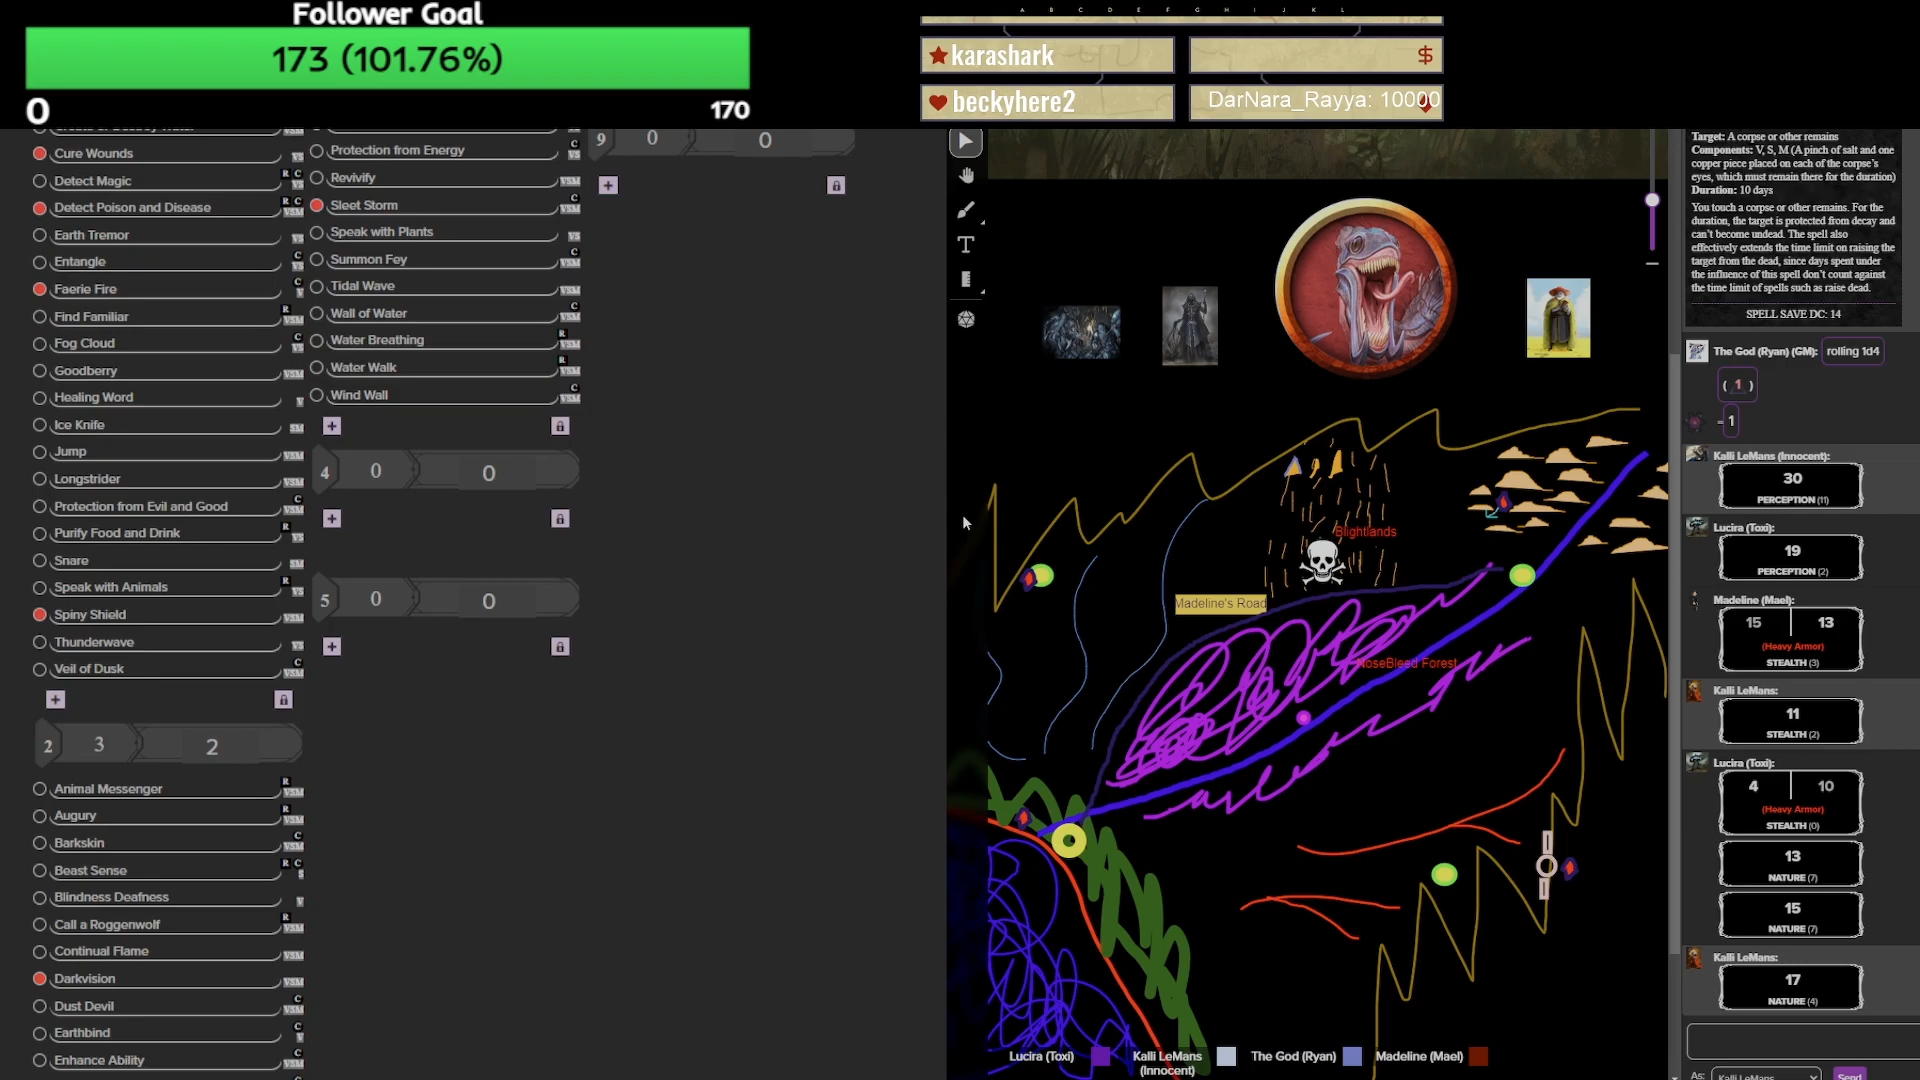 Follower Goal
173 (101.76%)
0
170
A B C D E F G H I J K L
karashark
$
beckyhere2
DarNara_Rayya: 10000
Cure Wounds
Detect Magic
Detect Poison and Disease
Earth Tremor
Entangle
Faerie Fire
Find Familiar
Fog Cloud
Goodberry
Healing Word
Ice Knife
Jump
Longstrider
Protection from Evil and Good
Purify Food and Drink
Snare
Speak with Animals
Spiny Shield
Thunderwave
Veil of Dusk
2 3 2
Animal Messenger
Augury
Barkskin
Beast Sense
Blindness Deafness
Call a Roggenwolf
Continual Flame
Darkvision
Dust Devil
Earthbind
Enhance Ability
Protection from Energy
Revivify
Sleet Storm
Speak with Plants
Summon Fey
Tidal Wave
Wall of Water
Water Breathing
Water Walk
Wind Wall
4 0 0
5 0 0
9 0 0
Blightlands
Madeline's Road
NoseBleed Forest
Lucira (Toxi)
Kalli LeMans
(Innocent)
The God (Ryan)
Madeline (Mael)
Target: A corpse or other remains
Components: V, S, M (A pinch of salt and one
copper piece placed on each of the corpse's
eyes, which must remain there for the duration)
Duration: 10 days
You touch a corpse or other remains. For the
duration, the target is protected from decay and
can't become undead. The spell also
effectively extends the time limit on raising the
target from the dead, since days spent under
the influence of this spell don't count against
the time limit of spells such as raise dead.
SPELL SAVE DC: 14
The God (Ryan) (GM): rolling 1d4
( 1 )
=1
Kalli LeMans (Innocent):
30
PERCEPTION (11)
Lucira (Toxi):
19
PERCEPTION (2)
Madeline (Mael):
15 13
(Heavy Armor)
STEALTH (3)
Kalli LeMans:
11
STEALTH (2)
Lucira (Toxi):
4 10
(Heavy Armor)
STEALTH (0)
13
NATURE (7)
15
NATURE (7)
Kalli LeMans:
17
NATURE (4)
As: Kalli LeMans Send